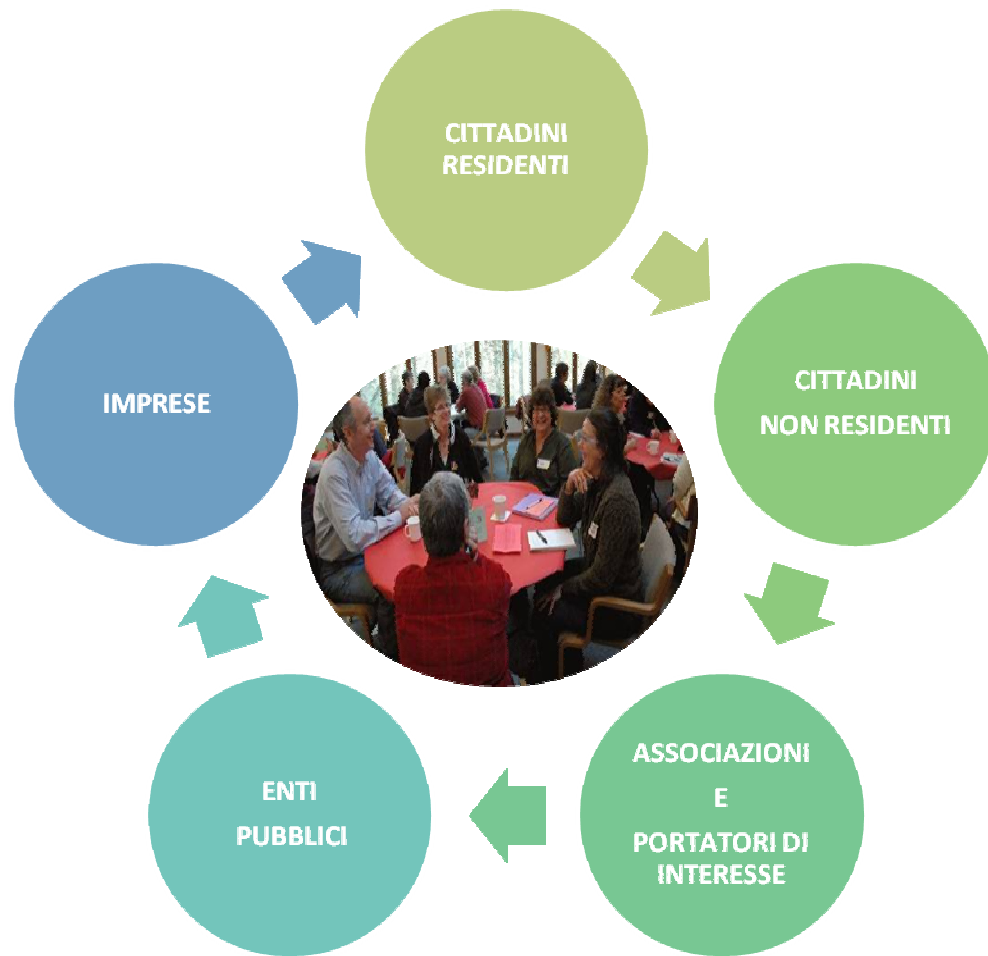 CITTADINI
RESIDENTI
CITTADINI
NON RESIDENTI
ASSOCIAZIONI
E
PORTATORI DI
INTERESSE
ENTI
PUBBLICI
IMPRESE